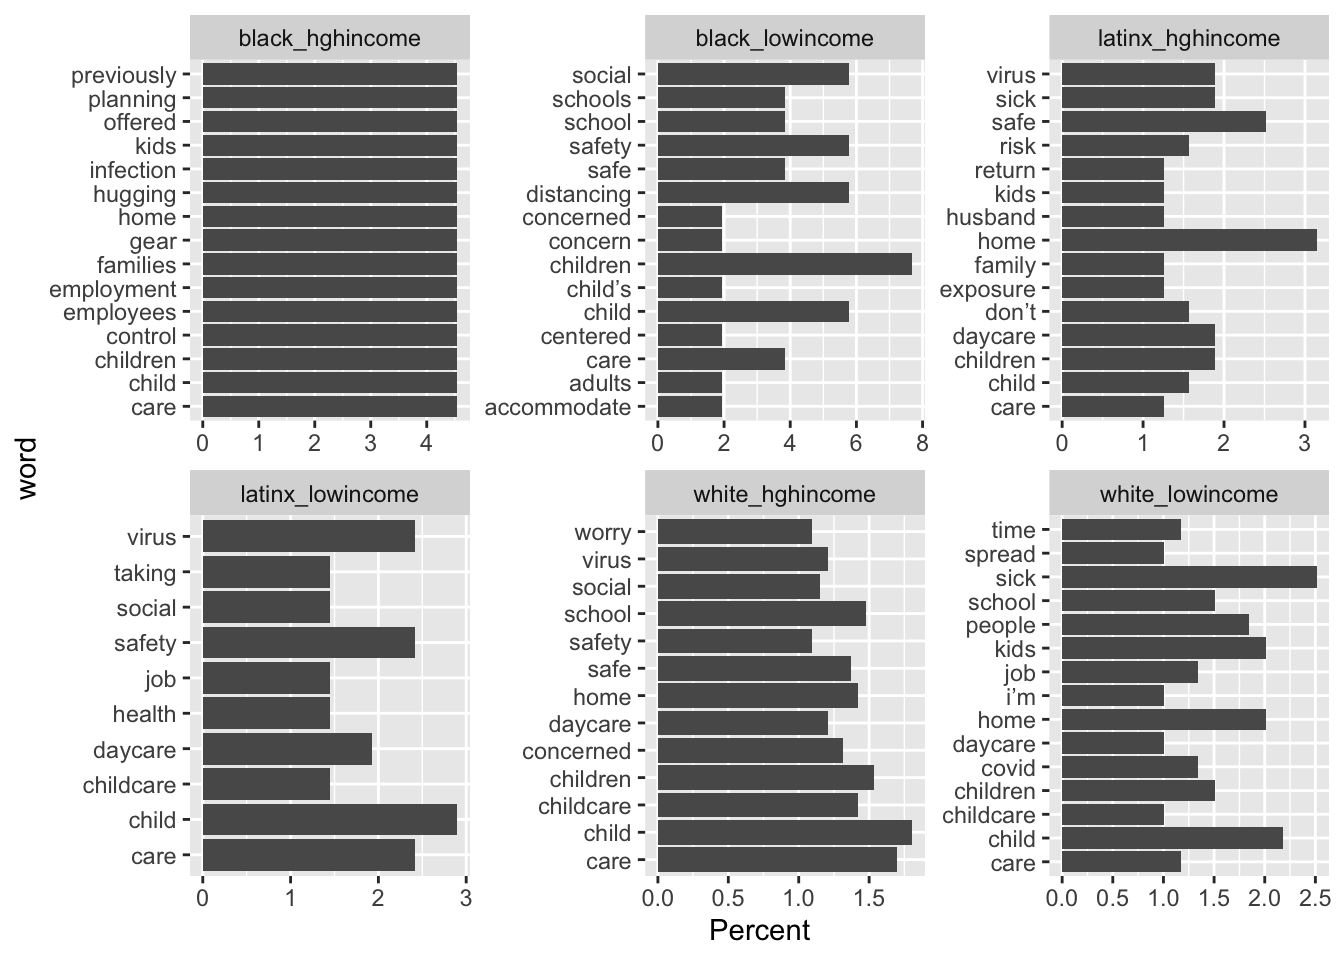 black_hghincome
previously
planning
offered
kids
infection
hugging
home
gear
families
employment
employees
control
children
child
care
0 1 2 3 4
black_lowincome
social
schools
school
safety
safe
distancing
concerned
concern
children
child’s
child
centered
care
adults
accommodate
0 2 4 6 8
latinx_hghincome
virus
sick
safe
risk
return
kids
husband
home
family
exposure
don’t
daycare
children
child
care
0 1 2 3
word
latinx_lowincome
virus
taking
social
safety
job
health
daycare
childcare
child
care
0 1 2 3
white_hghincome
worry
virus
social
school
safety
safe
home
daycare
concerned
children
childcare
child
care
0.0 0.5 1.0 1.5
white_lowincome
time
spread
sick
school
people
kids
job
i’m
home
daycare
covid
children
childcare
child
care
0.0 0.5 1.0 1.5 2.0 2.5
Percent